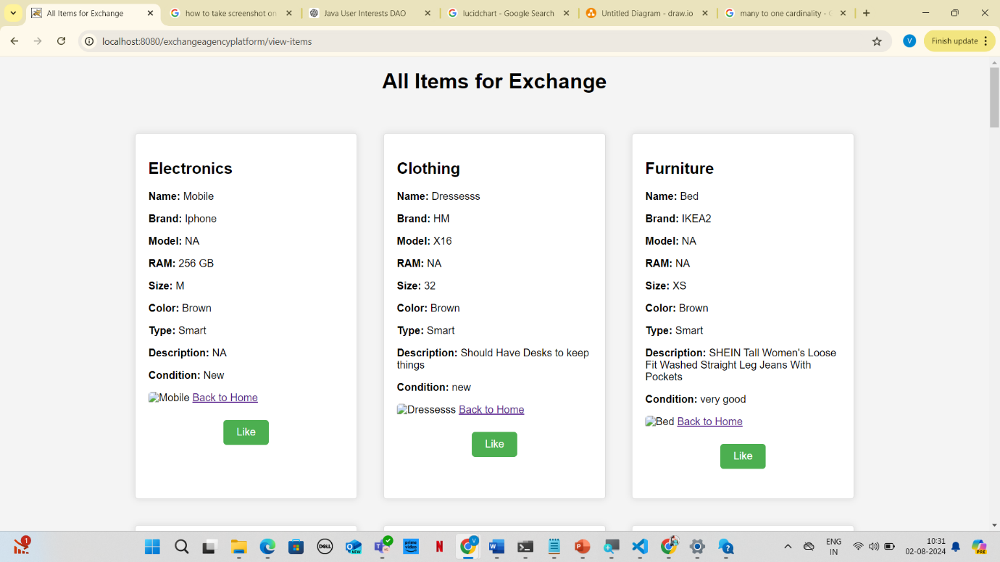 All Items for Exchange
how to take screenshot on
Java User Interests DAO
lucidchart - Google Search
Untitled Diagram - draw.io
many to one cardinality -
localhost:8080/exchangeagencyplatform/view-items
V
Finish update
All Items for Exchange
Electronics
Name: Mobile
Brand: Iphone
Model: NA
RAM: 256 GB
Size: M
Color: Brown
Type: Smart
Description: NA
Condition: New
Mobile Back to Home
Like
Clothing
Name: Dressesss
Brand: HM
Model: X16
RAM: NA
Size: 32
Color: Brown
Type: Smart
Description: Should Have Desks to keep
things
Condition: new
Dressesss Back to Home
Like
Furniture
Name: Bed
Brand: IKEA2
Model: NA
RAM: NA
Size: XS
Color: Brown
Type: Smart
Description: SHEIN Tall Women's Loose
Fit Washed Straight Leg Jeans With
Pockets
Condition: very good
Bed Back to Home
Like
1
DELL
NEW
prime
video
N
V
ENG
IN
10:31
02-08-2024
PRE